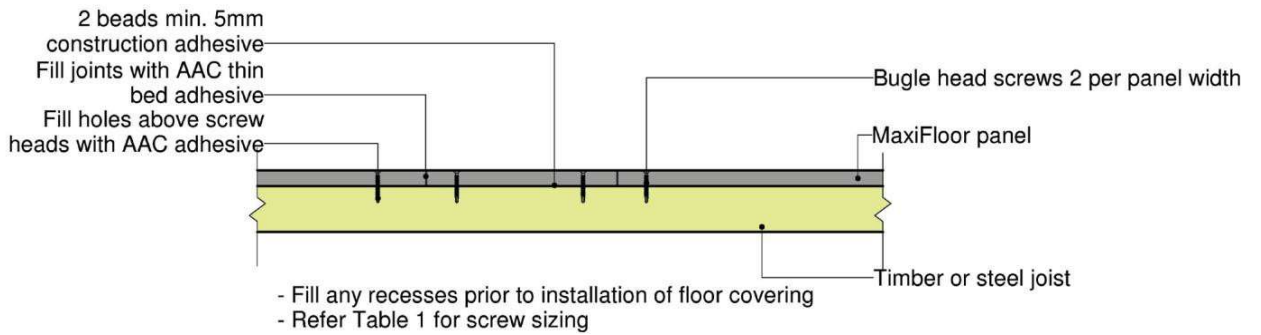 2 beads min. 5mm
construction adhesive
Fill joints with AAC thin
bed adhesive
Fill holes above screw
heads with AAC adhesive
Bugle head screws 2 per panel width
MaxiFloor panel
Timber or steel joist
- Fill any recesses prior to installation of floor covering
- Refer Table 1 for screw sizing